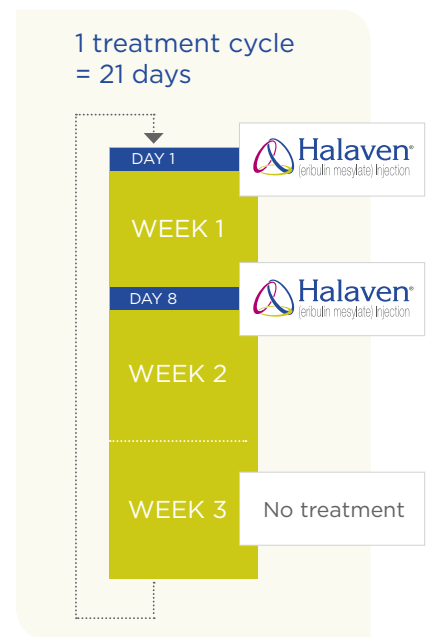 1 treatment cycle
= 21 days
DAY 1
Halaven®
(eribulin mesylate) Injection
WEEK 1
DAY 8
Halaven®
(eribulin mesylate) Injection
WEEK 2
WEEK 3
No treatment